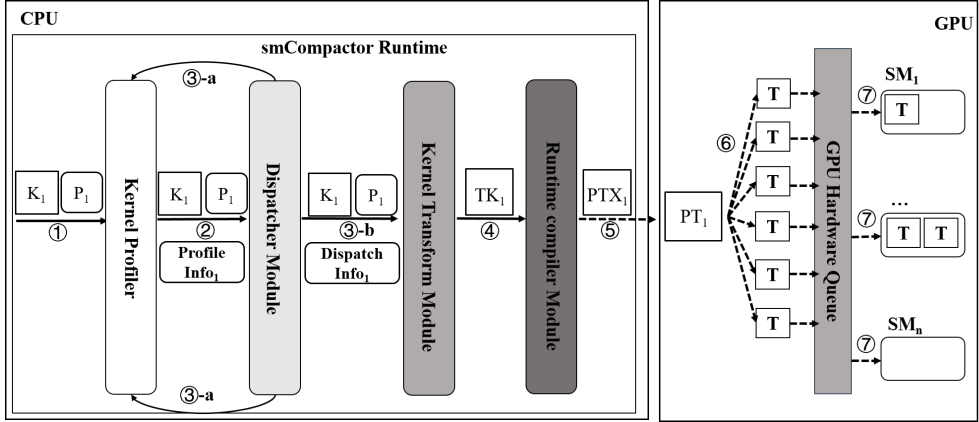 CPU
smCompactor Runtime
③-a
K₁
P₁
①
Kernel Profiler
K₁
P₁
②
Profile
Info₁
Dispatcher Module
K₁
P₁
③-b
Dispatch
Info₁
Kernel Transform Module
TK₁
④
Runtime compiler Module
PTX₁
⑤
③-a
GPU
PT₁
⑥
T
T
T
T
T
T
GPU Hardware Queue
⑦
SM₁
T
...
⑦
T T
SMₙ
⑦